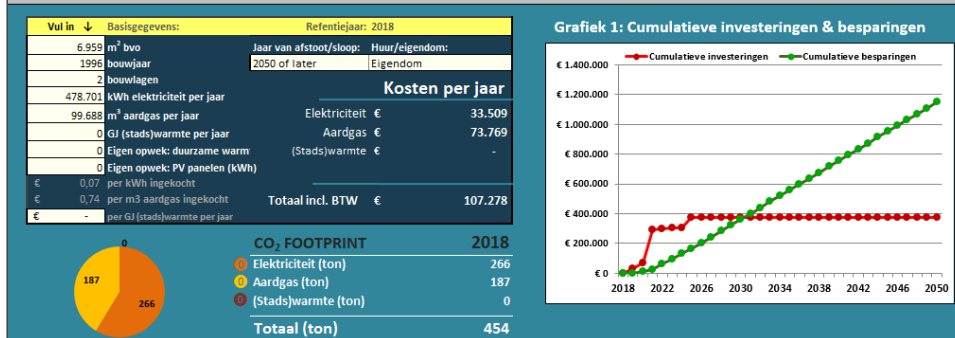 Vul in ↓ Basisgegevens: Refentiejaar: 2018
6.959 m² bvo
1996 bouwjaar
2 bouwlagen
478.701 kWh elektriciteit per jaar
99.688 m³ aardgas per jaar
0 GJ (stads)warmte per jaar
0 Eigen opwek: duurzame warm
0 Eigen opwek: PV panelen (kWh)
€ 0,07 per kWh ingekocht
€ 0,74 per m3 aardgas ingekocht
€ - per GJ (stads)warmte per jaar
Jaar van afstoot/sloop: Huur/eigendom:
2050 of later Eigendom
Kosten per jaar
Elektriciteit € 33.509
Aardgas € 73.769
(Stads)warmte € -
Totaal incl. BTW € 107.278
0
187
266
CO₂ FOOTPRINT 2018
0 Elektriciteit (ton) 266
0 Aardgas (ton) 187
0 (Stads)warmte (ton) 0
Totaal (ton) 454
Grafiek 1: Cumulatieve investeringen & besparingen
Cumulatieve investeringen Cumulatieve besparingen
€ 1.400.000
€ 1.200.000
€ 1.000.000
€ 800.000
€ 600.000
€ 400.000
€ 200.000
€ 0
2018 2022 2026 2030 2034 2038 2042 2046 2050